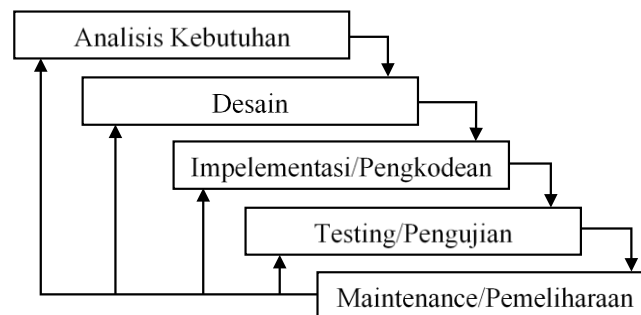 Analisis Kebutuhan
Desain
Impelementasi/Pengkodean
Testing/Pengujian
Maintenance/Pemeliharaan